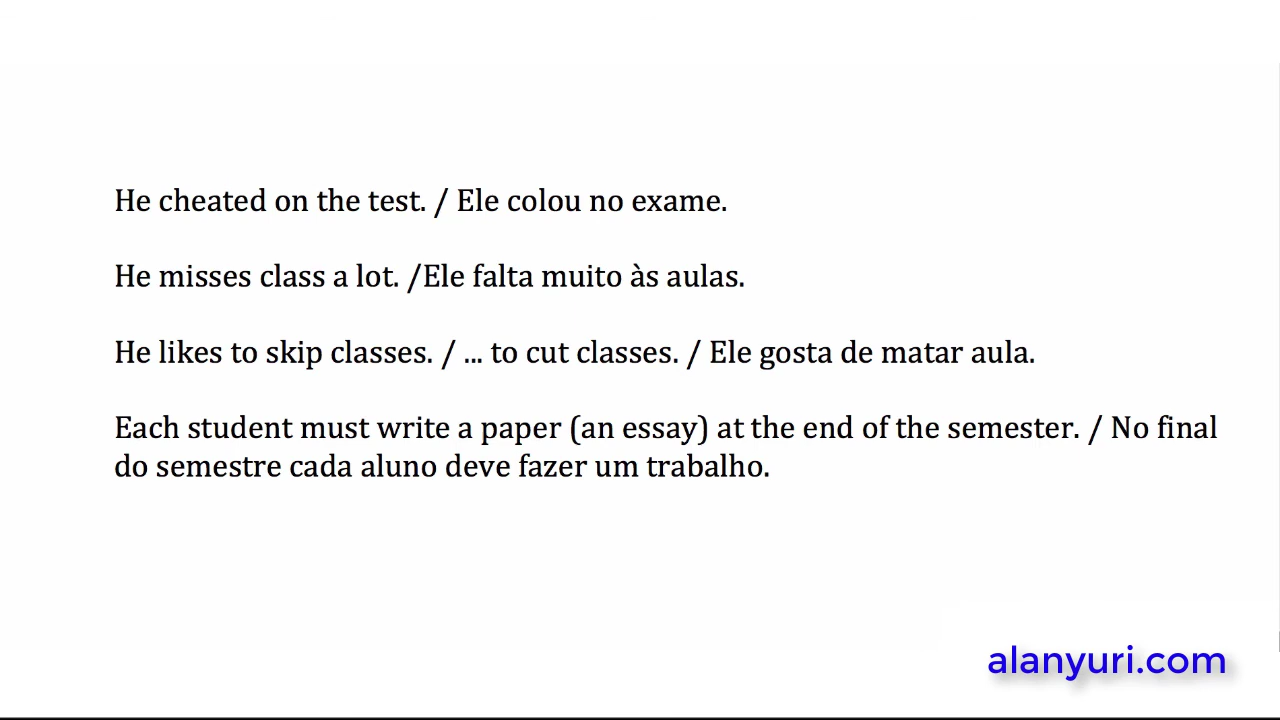 He cheated on the test. / Ele colou no exame.
He misses class a lot. /Ele falta muito às aulas.
He likes to skip classes. / ... to cut classes. / Ele gosta de matar aula.
Each student must write a paper (an essay) at the end of the semester. / No final
do semestre cada aluno deve fazer um trabalho.
alanyuri.com